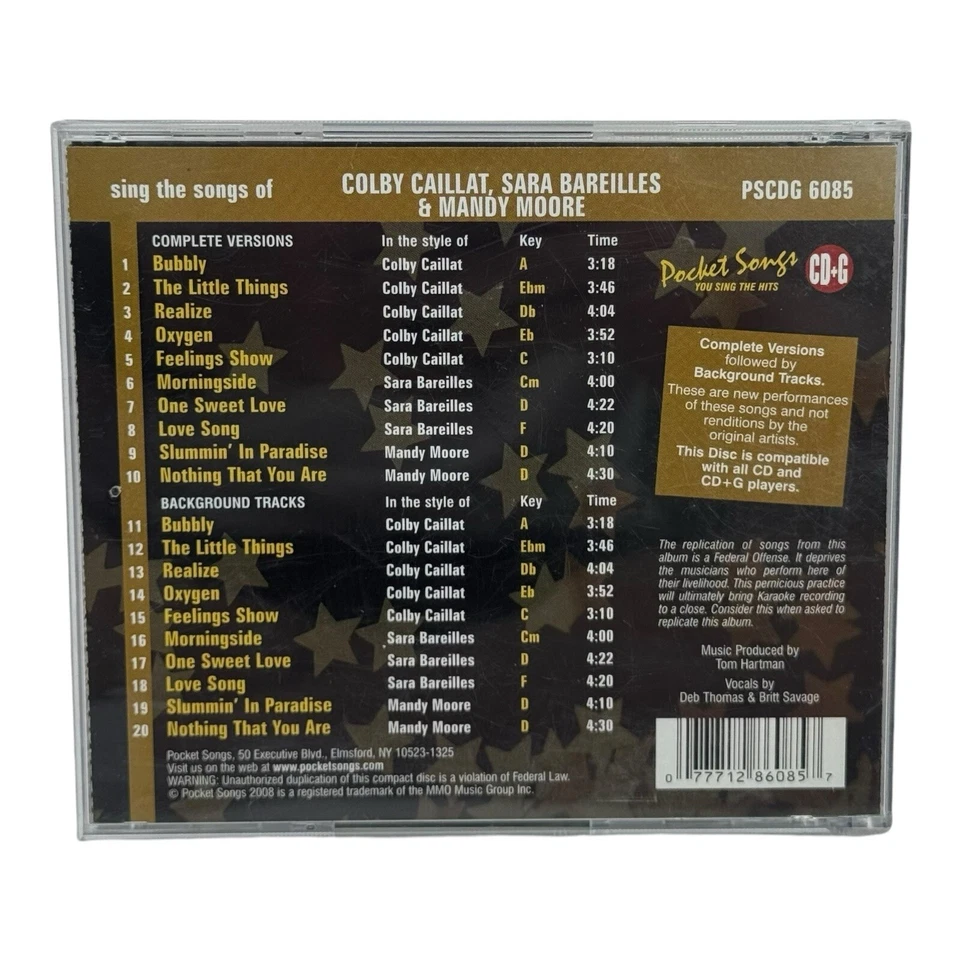 sing the songs of COLBY CAILLAT, SARA BAREILLES & MANDY MOORE PSCDG 6085
COMPLETE VERSIONS In the style of Key Time
1 Bubbly Colby Caillat A 3:18
2 The Little Things Colby Caillat Ebm 3:46
3 Realize Colby Caillat Db 4:04
4 Oxygen Colby Caillat Eb 3:52
5 Feelings Show Colby Caillat C 3:10
6 Morningside Sara Bareilles Cm 4:00
7 One Sweet Love Sara Bareilles D 4:22
8 Love Song Sara Bareilles F 4:20
9 Slummin' In Paradise Mandy Moore D 4:10
10 Nothing That You Are Mandy Moore D 4:30
BACKGROUND TRACKS In the style of Key Time
11 Bubbly Colby Caillat A 3:18
12 The Little Things Colby Caillat Ebm 3:46
13 Realize Colby Caillat Db 4:04
14 Oxygen Colby Caillat Eb 3:52
15 Feelings Show Colby Caillat C 3:10
16 Morningside Sara Bareilles Cm 4:00
17 One Sweet Love Sara Bareilles D 4:22
18 Love Song Sara Bareilles F 4:20
19 Slummin' In Paradise Mandy Moore D 4:10
20 Nothing That You Are Mandy Moore D 4:30
Pocket Songs, 50 Executive Blvd., Elmsford, NY 10523-1325
Visit us on the web at www.pocketsongs.com
WARNING: Unauthorized duplication of this compact disc is a violation of Federal Law.
© Pocket Songs 2008 is a registered trademark of the MMO Music Group Inc.
Pocket Songs CD+G
YOU SING THE HITS
Complete Versions
followed by
Background Tracks.
These are new performances
of these songs and not
renditions by the
original artists.
This Disc is compatible
with all CD and
CD+G players.
The replication of songs from this
album is a Federal Offense. It deprives
the musicians who perform here of
their livelihood. This pernicious practice
will ultimately bring Karaoke recording
to a close. Consider this when asked to
replicate this album.
Music Produced by
Tom Hartman
Vocals by
Deb Thomas & Britt Savage
0 77712 86085 7